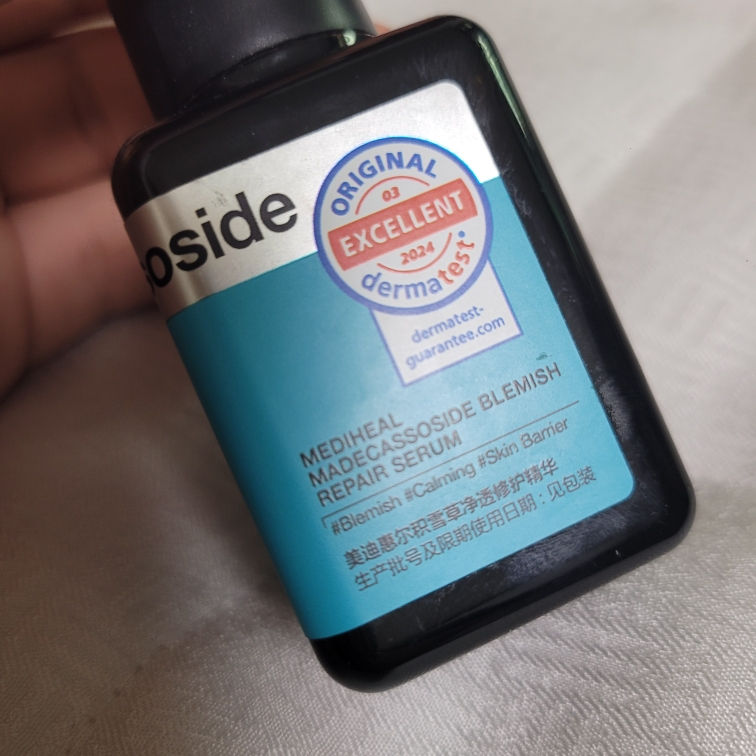 soside
ORIGINAL
03
EXCELLENT
2024
dermatest
dermatest-
guarantee.com
MEDIHEAL
MADECASSOSIDE BLEMISH
REPAIR SERUM
#Blemish #Calming #Skin Barrier
美迪惠尔积雪草净透修护精华
生产批号及限期使用日期：见包装